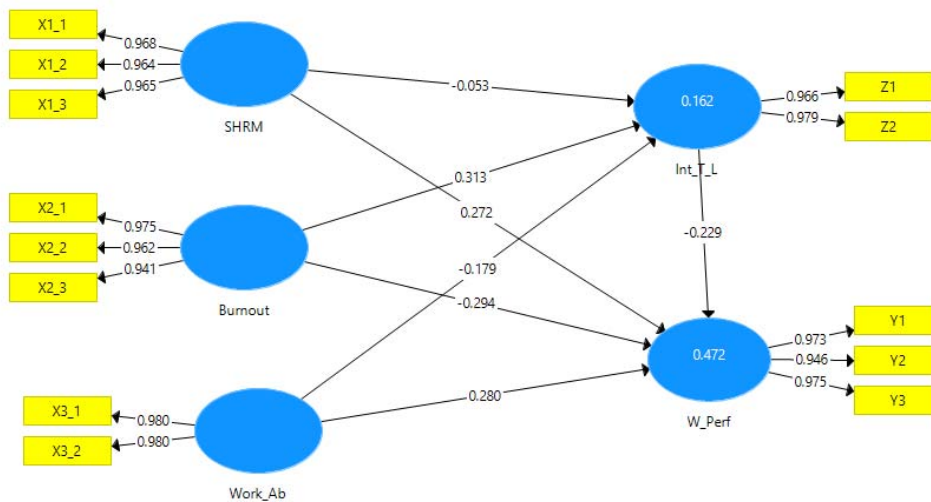 X1_1
0.968
X1_2
0.964
X1_3
0.965
SHRM
-0.053
0.162
0.966
Z1
0.979
Z2
Int_T_L
X2_1
0.975
X2_2
0.962
X2_3
0.941
Burnout
0.313
0.272
-0.229
-0.179
-0.294
X3_1
0.980
X3_2
0.980
Work_Ab
0.280
0.472
0.973
Y1
0.946
Y2
0.975
Y3
W_Perf